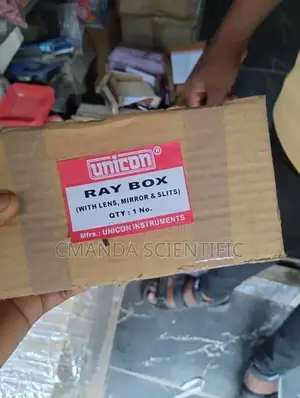 unicon
RAY BOX
(WITH LENS, MIRROR & SLITS)
QTY : 1 No.
Mfrs.: UNICON INSTRUMENTS
CMANDA SCIENTIFIC